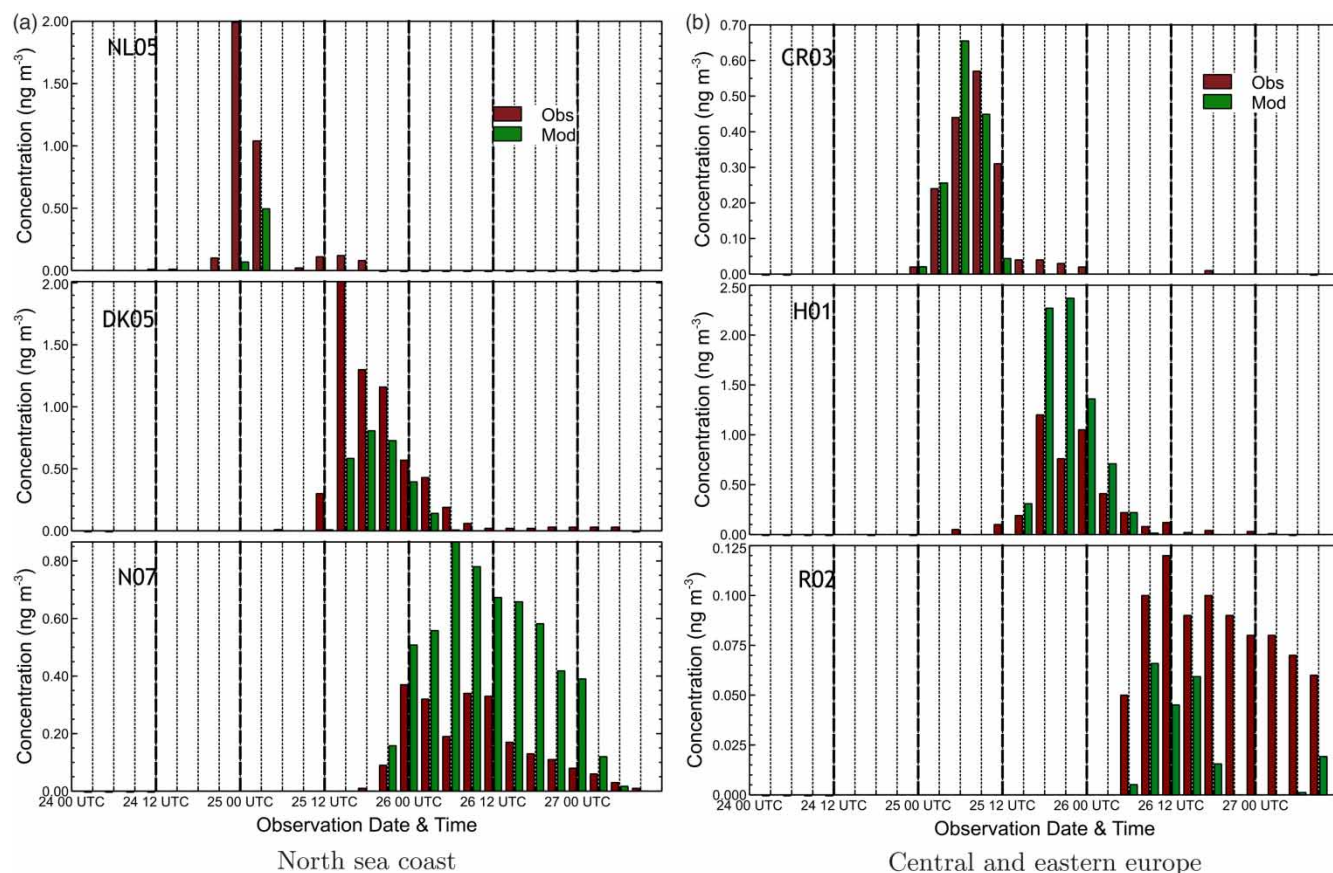 (a)
NL05
Concentration (ng m-3)
2.00
1.50
1.00
0.50
0.00
Obs
Mod
DK05
Concentration (ng m-3)
2.00
1.50
1.00
0.50
0.00
N07
Concentration (ng m-3)
0.80
0.60
0.40
0.20
0.00
24 00 UTC 24 12 UTC 25 00 UTC 25 12 UTC 26 00 UTC 26 12 UTC 27 00 UTC
Observation Date & Time
North sea coast
(b)
CR03
Concentration (ng m-3)
0.70
0.60
0.50
0.40
0.30
0.20
0.10
0.00
Obs
Mod
H01
Concentration (ng m-3)
2.50
2.00
1.50
1.00
0.50
0.00
R02
Concentration (ng m-3)
0.125
0.100
0.075
0.050
0.025
0.000
24 00 UTC 24 12 UTC 25 00 UTC 25 12 UTC 26 00 UTC 26 12 UTC 27 00 UTC
Observation Date & Time
Central and eastern europe